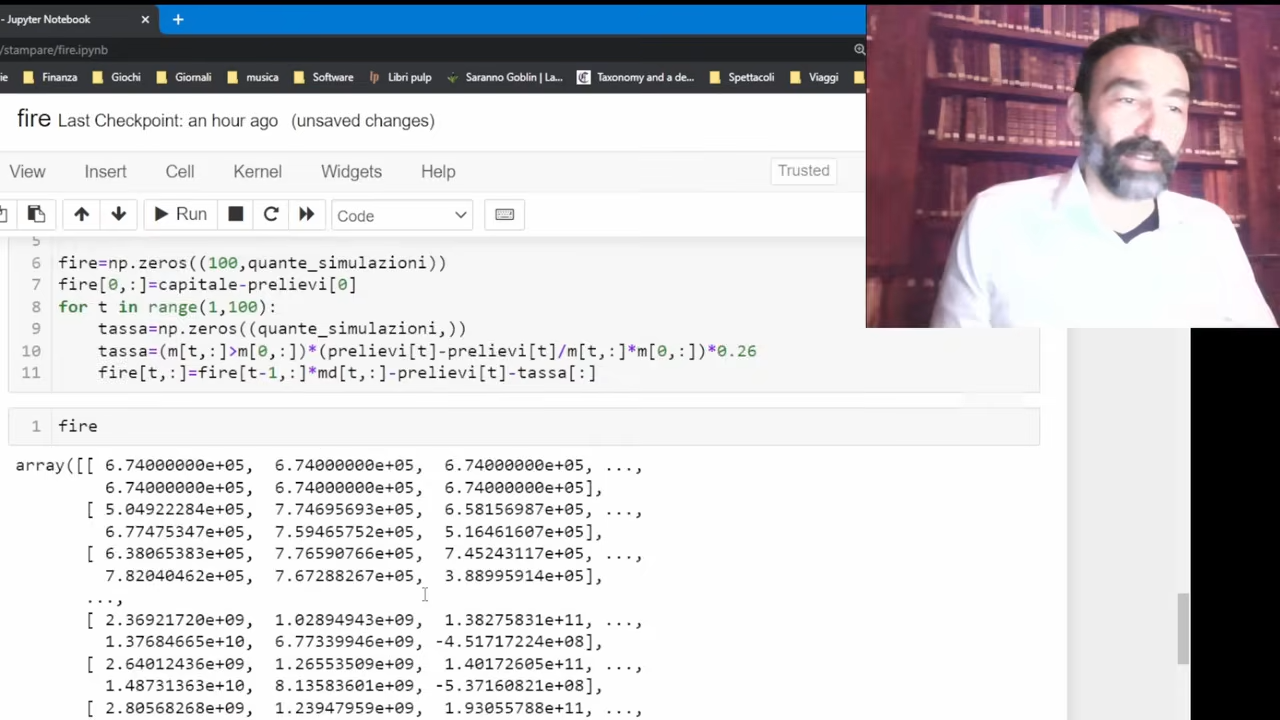 - Jupyter Notebook
/stampare/fire.ipynb
Finanza Giochi Giornali musica Software Libri pulp Saranno Goblin | La... Taxonomy and a de... Spettacoli Viaggi
fire Last Checkpoint: an hour ago (unsaved changes)
View Insert Cell Kernel Widgets Help Trusted
Run Code
5
6 fire=np.zeros((100,quante_simulazioni))
7 fire[0,:]=capitale-prelievi[0]
8 for t in range(1,100):
9 tassa=np.zeros((quante_simulazioni,))
10 tassa=(m[t,:]>m[0,:])*(prelievi[t]-prelievi[t]/m[t,:]*m[0,:])*0.26
11 fire[t,:]=fire[t-1,:]*md[t,:]-prelievi[t]-tassa[:]
1 fire
array([[ 6.74000000e+05, 6.74000000e+05, 6.74000000e+05, ...,
6.74000000e+05, 6.74000000e+05, 6.74000000e+05],
[ 5.04922284e+05, 7.74695693e+05, 6.58156987e+05, ...,
6.77475347e+05, 7.59465752e+05, 5.16461607e+05],
[ 6.38065383e+05, 7.76590766e+05, 7.45243117e+05, ...,
7.82040462e+05, 7.67288267e+05, 3.88995914e+05],
...,
[ 2.36921720e+09, 1.02894943e+09, 1.38275831e+11, ...,
1.37684665e+10, 6.77339946e+09, -4.51717224e+08],
[ 2.64012436e+09, 1.26553509e+09, 1.40172605e+11, ...,
1.48731363e+10, 8.13583601e+09, -5.37160821e+08],
[ 2.80568268e+09, 1.23947959e+09, 1.93055788e+11, ...,